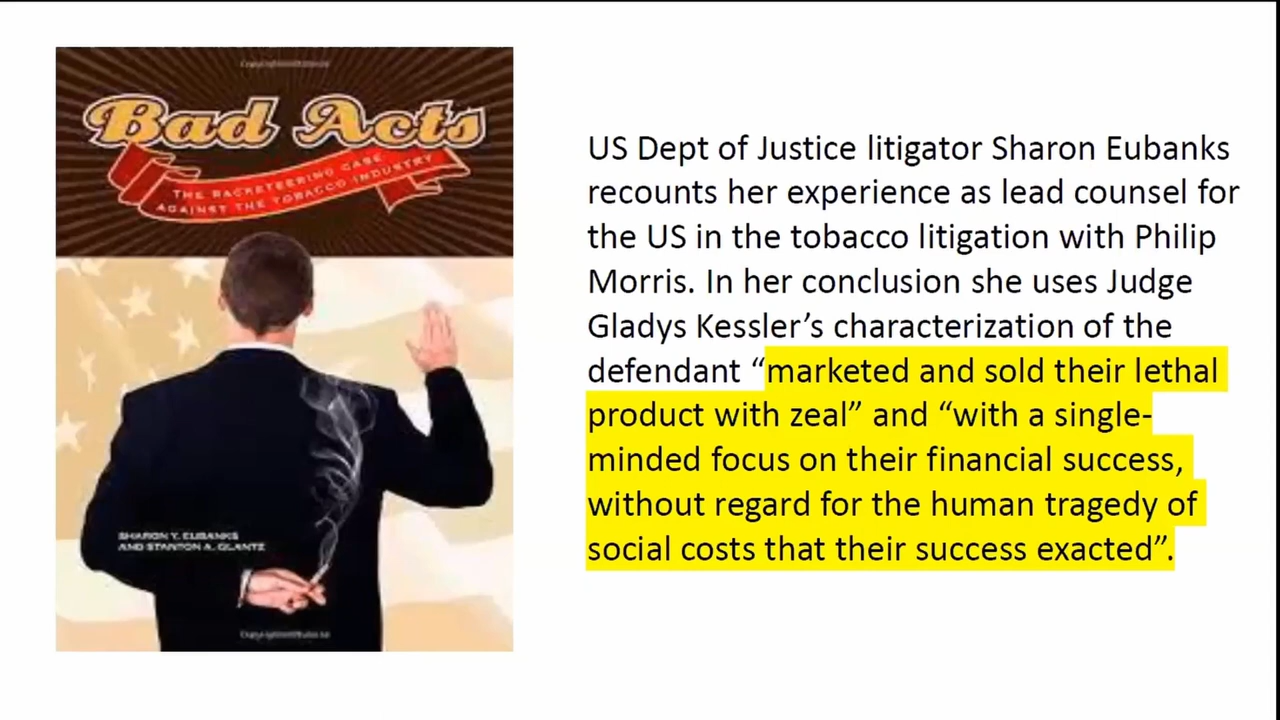 Bad Acts
THE RACKETEERING CASE
AGAINST THE TOBACCO INDUSTRY
SHARON Y. EUBANKS
AND STANTON A. GLANTZ
US Dept of Justice litigator Sharon Eubanks
recounts her experience as lead counsel for
the US in the tobacco litigation with Philip
Morris. In her conclusion she uses Judge
Gladys Kessler’s characterization of the
defendant “marketed and sold their lethal
product with zeal” and “with a single-
minded focus on their financial success,
without regard for the human tragedy of
social costs that their success exacted”.